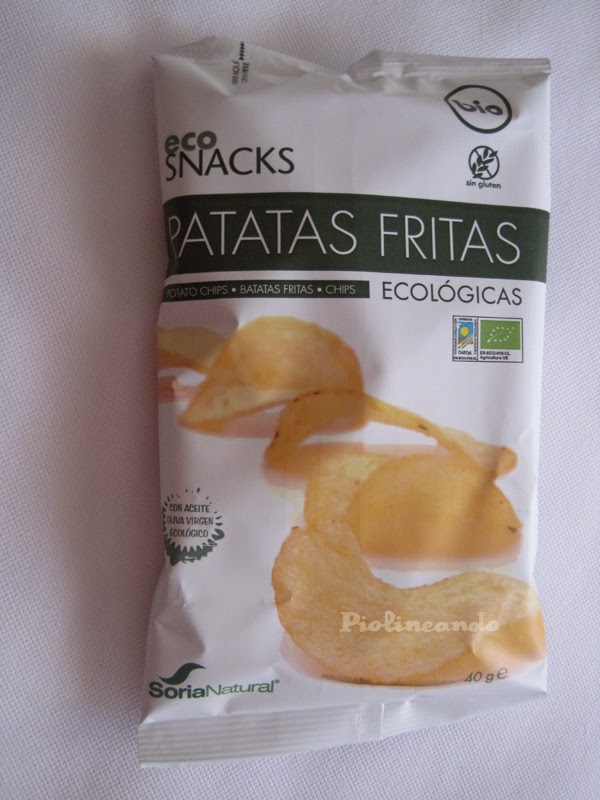 bio
eco
SNACKS
sin gluten
PATATAS FRITAS
POTATO CHIPS • BATATAS FRITAS • CHIPS
ECOLÓGICAS
ES-ECO-016-CL
Agricultura UE
CON ACEITE
OLIVA VIRGEN
ECOLÓGICO
Piolineando
SoriaNatural®
40 g e